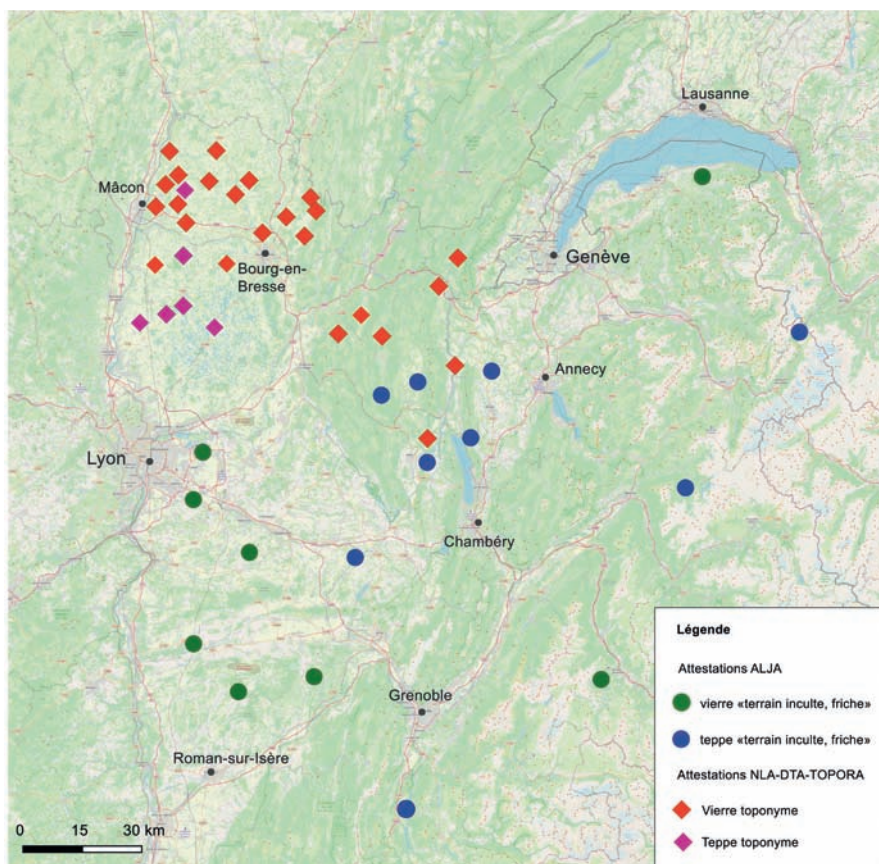 Lausanne
Mâcon
Genève
Bourg-en-
Bresse
Annecy
Lyon
Chambéry
Grenoble
Roman-sur-Isère
0 15 30 km
Légende
Attestations ALJA
vierre «terrain inculte, friche»
teppe «terrain inculte, friche»
Attestations NLA-DTA-TOPORA
Vierre toponyme
Teppe toponyme